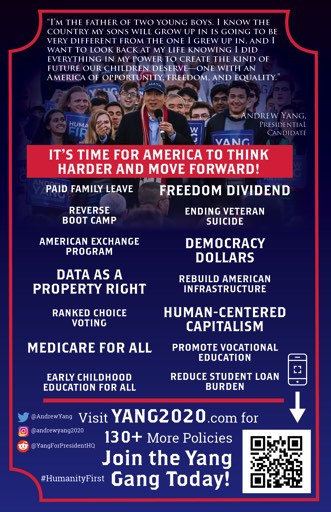 "I'm the father of two young boys. I know the
country my sons will grow up in is going to be
very different from the one I grew up in, and I
want to look back at my life knowing I did
everything in my power to create the kind of
future our children deserve—one with an
America of opportunity, freedom, and equality."
Andrew Yang,
Presidential
Candidate
IT'S TIME FOR AMERICA TO THINK
HARDER AND MOVE FORWARD!
PAID FAMILY LEAVE
FREEDOM DIVIDEND
REVERSE
BOOT CAMP
ENDING VETERAN
SUICIDE
AMERICAN EXCHANGE
PROGRAM
DEMOCRACY
DOLLARS
DATA AS A
PROPERTY RIGHT
REBUILD AMERICAN
INFRASTRUCTURE
RANKED CHOICE
VOTING
HUMAN-CENTERED
CAPITALISM
MEDICARE FOR ALL
PROMOTE VOCATIONAL
EDUCATION
EARLY CHILDHOOD
EDUCATION FOR ALL
REDUCE STUDENT LOAN
BURDEN
@AndrewYang
@andrewyang2020
@YangForPresidentHQ
Visit YANG2020.com for
130+ More Policies
Join the Yang
#HumanityFirst Gang Today!